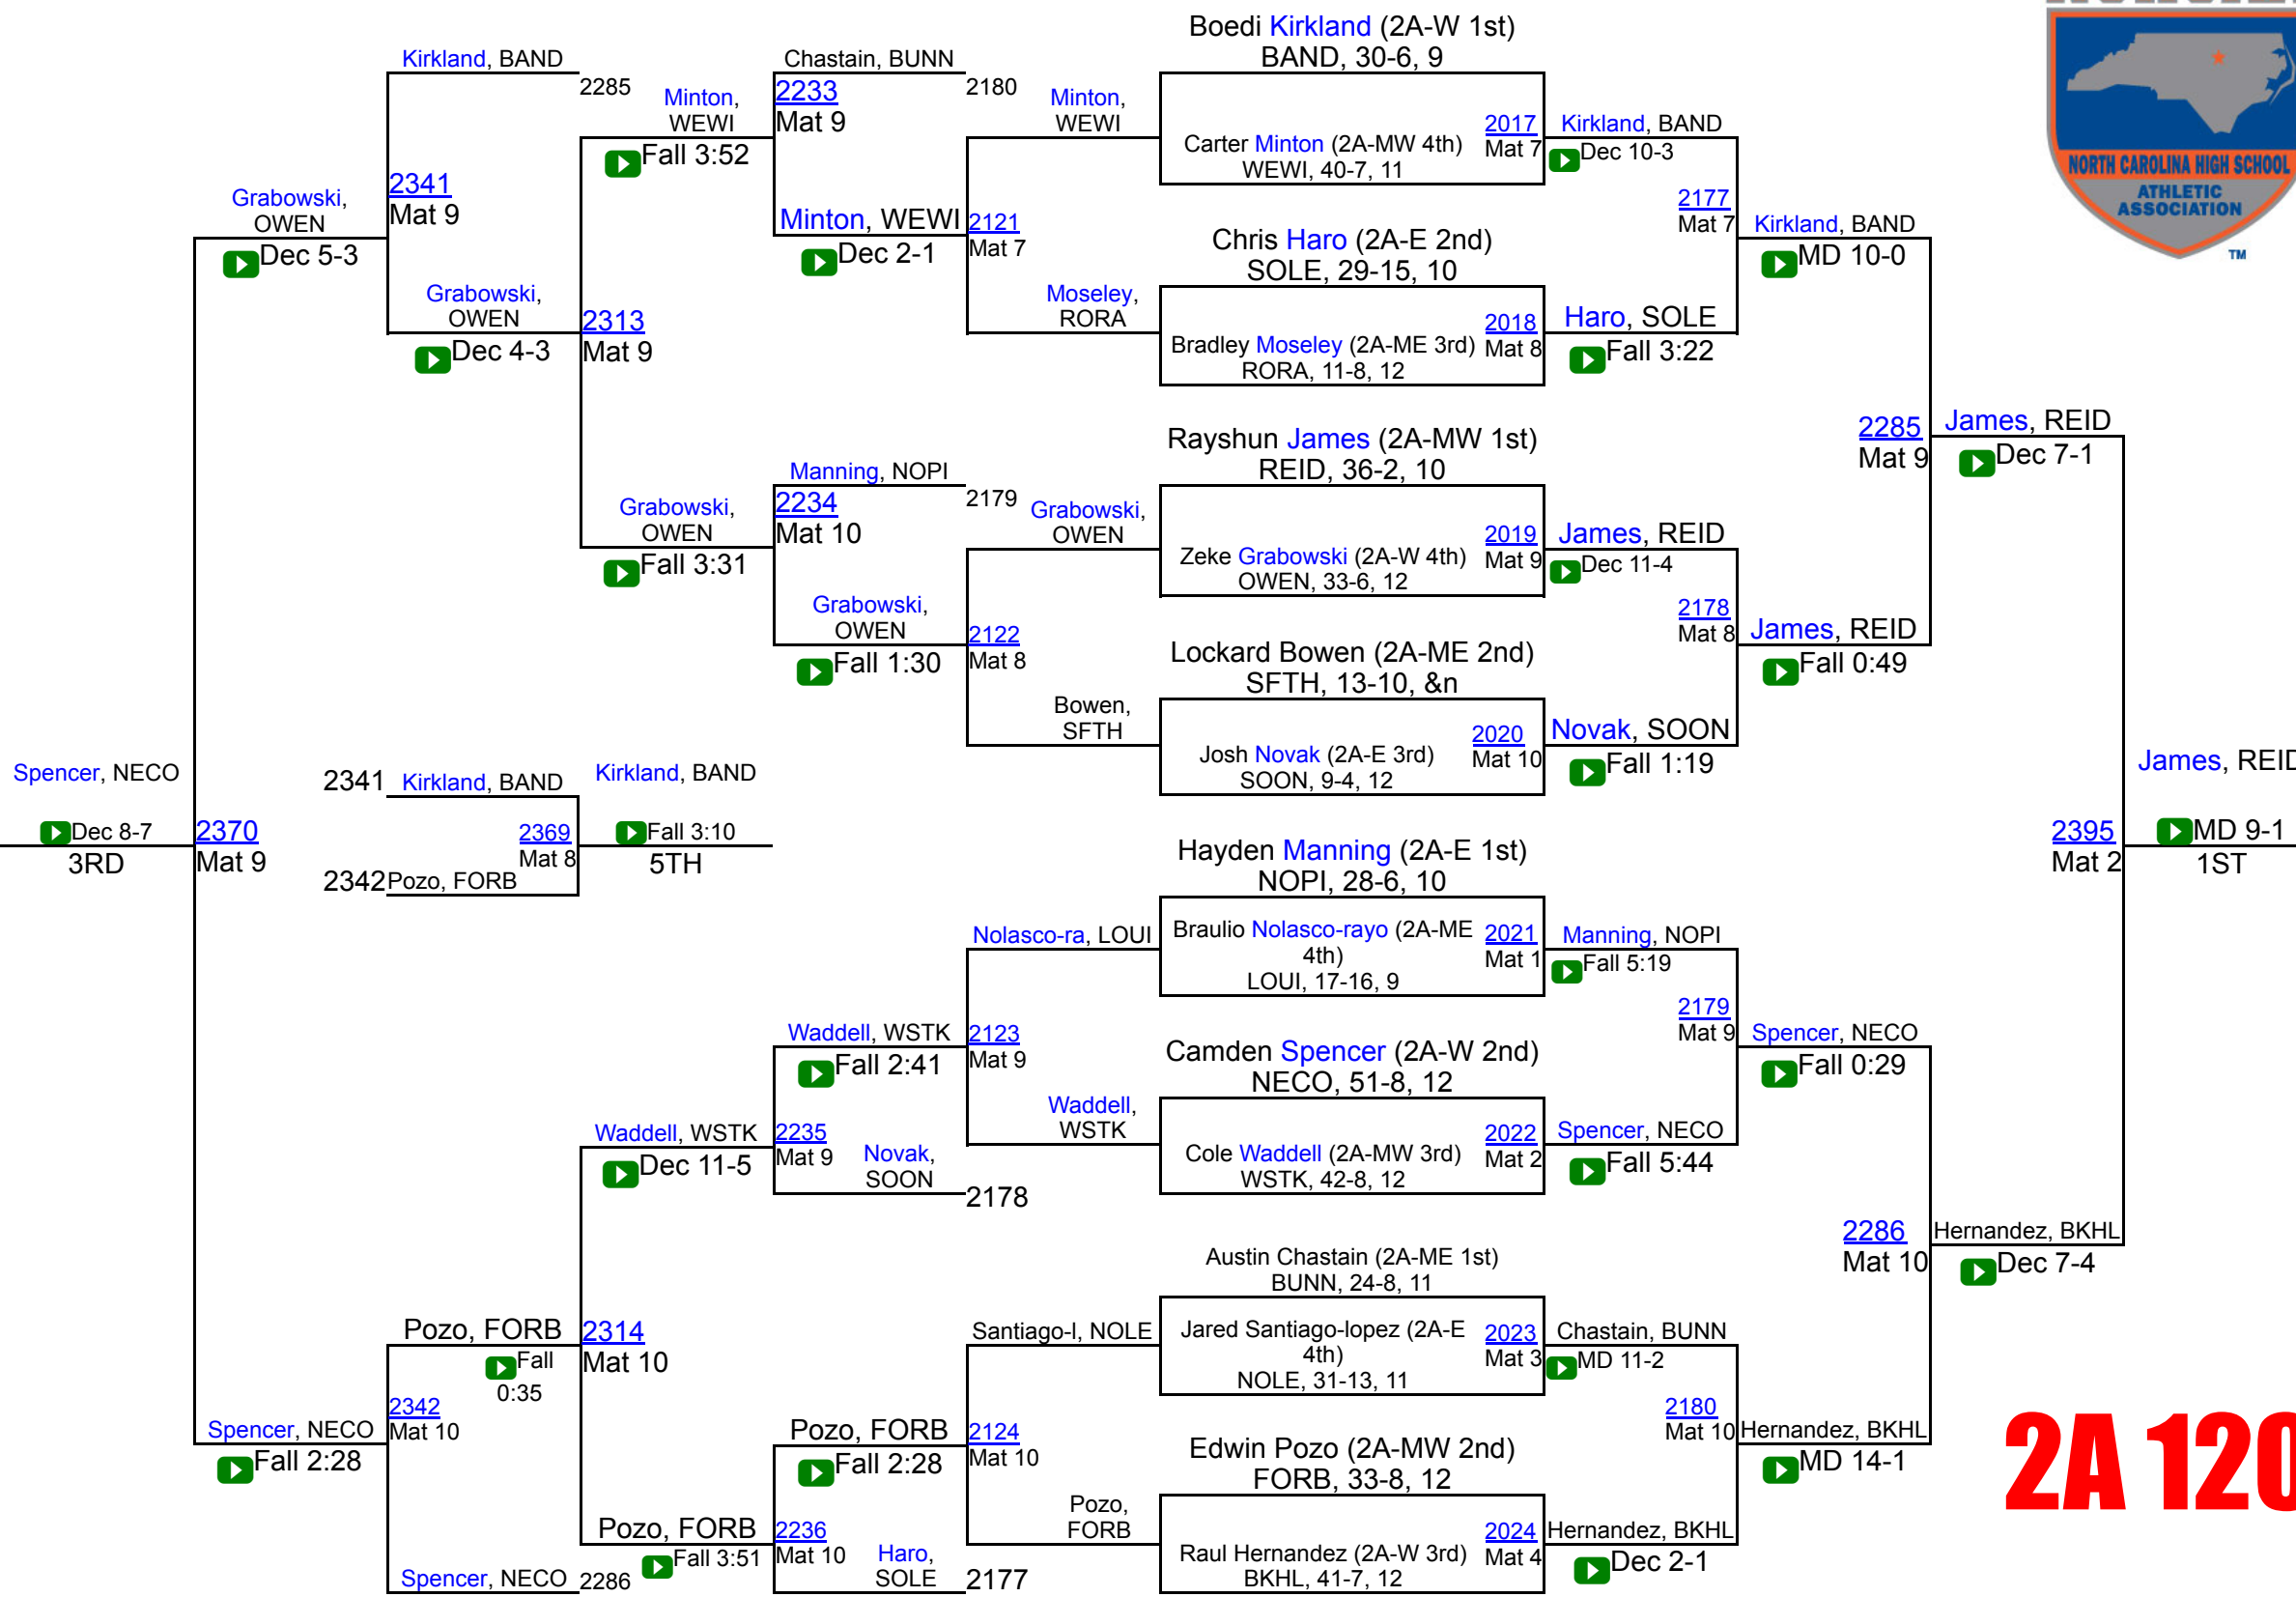 Kirkland, BAND
2285
2341
Mat 9
Grabowski,
OWEN
Dec 5-3
Grabowski,
OWEN
Dec 4-3
Minton,
WEWI
Fall 3:52
2313
Mat 9
Grabowski,
OWEN
Fall 3:31
Chastain, BUNN
2180
2233
Mat 9
Minton, WEWI
Dec 2-1
Manning, NOPI
2179
2234
Mat 10
Grabowski,
OWEN
Fall 1:30
Minton,
WEWI
2121
Mat 7
Moseley,
RORA
Grabowski,
OWEN
2122
Mat 8
Bowen,
SFTH
Spencer, NECO
Dec 8-7
3RD
2370
Mat 9
2341
Kirkland, BAND
2342
Pozo, FORB
2369
Mat 8
Kirkland, BAND
Fall 3:10
5TH
Nolasco-ra, LOUI
Waddell, WSTK
Fall 2:41
2123
Mat 9
Waddell,
WSTK
Waddell, WSTK
Dec 11-5
2235
Mat 9
Novak,
SOON
2178
Pozo, FORB
Fall
0:35
2314
Mat 10
2342
Mat 10
Spencer, NECO
Fall 2:28
Spencer, NECO
2286
Pozo, FORB
Fall 3:51
Santiago-l, NOLE
Pozo, FORB
Fall 2:28
2124
Mat 10
Pozo,
FORB
2236
Mat 10
Haro,
SOLE
2177
Boedi Kirkland (2A-W 1st)
BAND, 30-6, 9
Carter Minton (2A-MW 4th)
WEWI, 40-7, 11
2017
Mat 7
Chris Haro (2A-E 2nd)
SOLE, 29-15, 10
Bradley Moseley (2A-ME 3rd)
RORA, 11-8, 12
2018
Mat 8
Rayshun James (2A-MW 1st)
REID, 36-2, 10
Zeke Grabowski (2A-W 4th)
OWEN, 33-6, 12
2019
Mat 9
Lockard Bowen (2A-ME 2nd)
SFTH, 13-10, &n
Josh Novak (2A-E 3rd)
SOON, 9-4, 12
2020
Mat 10
Hayden Manning (2A-E 1st)
NOPI, 28-6, 10
Braulio Nolasco-rayo (2A-ME
4th)
LOUI, 17-16, 9
2021
Mat 1
Camden Spencer (2A-W 2nd)
NECO, 51-8, 12
Cole Waddell (2A-MW 3rd)
WSTK, 42-8, 12
2022
Mat 2
Austin Chastain (2A-ME 1st)
BUNN, 24-8, 11
Jared Santiago-lopez (2A-E
4th)
NOLE, 31-13, 11
2023
Mat 3
Edwin Pozo (2A-MW 2nd)
FORB, 33-8, 12
Raul Hernandez (2A-W 3rd)
BKHL, 41-7, 12
2024
Mat 4
Kirkland, BAND
Dec 10-3
2177
Mat 7
Haro, SOLE
Fall 3:22
James, REID
Dec 11-4
2178
Mat 8
Novak, SOON
Fall 1:19
Manning, NOPI
Fall 5:19
2179
Mat 9
Spencer, NECO
Fall 5:44
Chastain, BUNN
MD 11-2
2180
Mat 10
Hernandez, BKHL
Dec 2-1
Kirkland, BAND
MD 10-0
2285
Mat 9
James, REID
Fall 0:49
Spencer, NECO
Fall 0:29
2286
Mat 10
Hernandez, BKHL
MD 14-1
James, REID
Dec 7-1
Hernandez, BKHL
Dec 7-4
2395
Mat 2
James, REID
MD 9-1
1ST
NORTH CAROLINA HIGH SCHOOL
ATHLETIC
ASSOCIATION
TM
2A 120